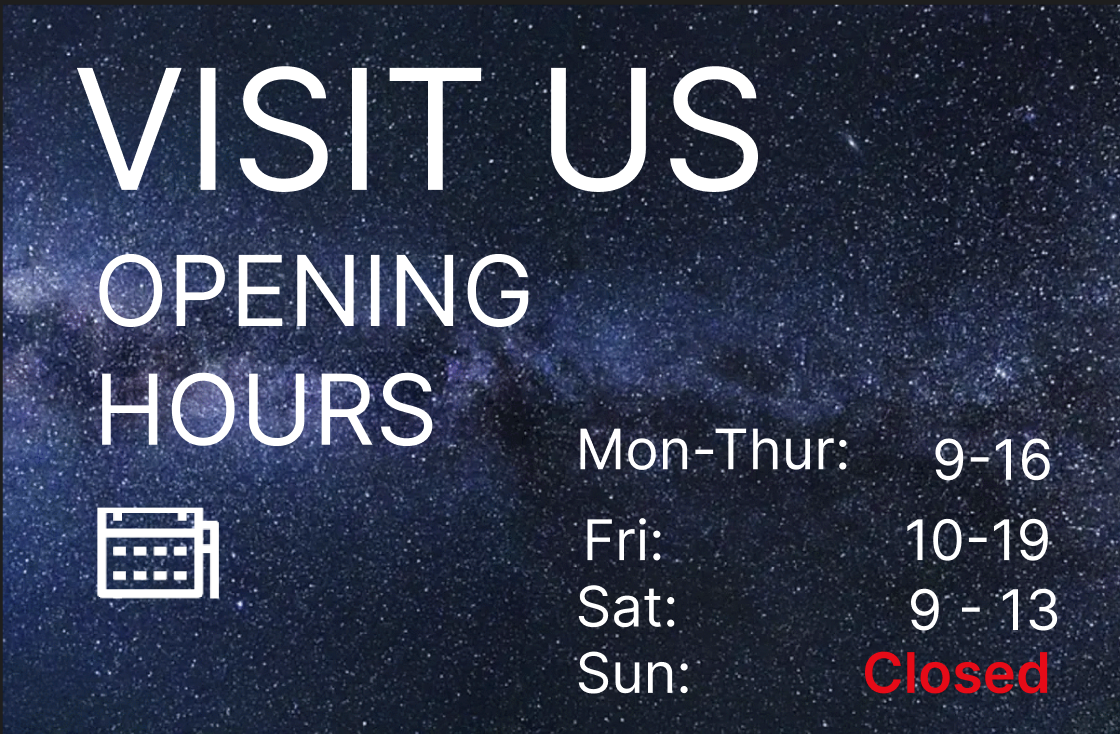 VISIT US
OPENING
HOURS
Mon-Thur: 9-16
Fri: 10-19
Sat: 9 - 13
Sun: Closed